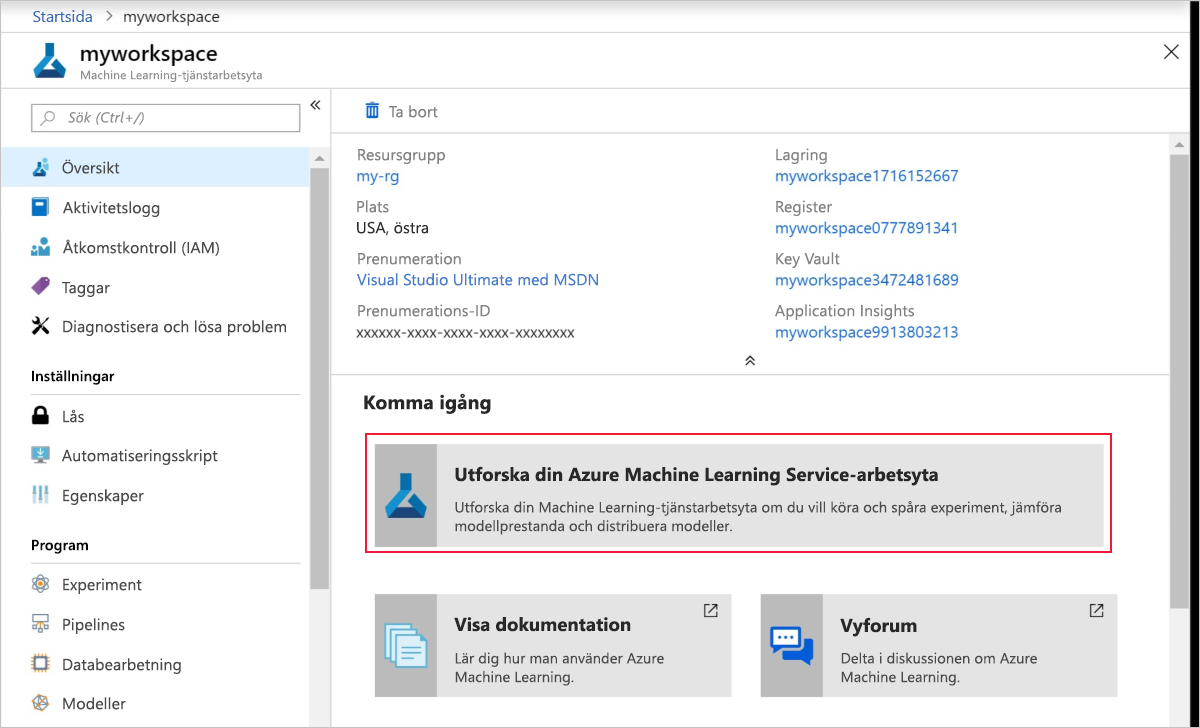 Startsida > myworkspace
myworkspace
Machine Learning-tjänstarbetsyta
Sök (Ctrl+/)
«
Översikt
Aktivitetslogg
Åtkomstkontroll (IAM)
Taggar
Diagnostisera och lösa problem
Inställningar
Lås
Automatiseringsskript
Egenskaper
Program
Experiment
Pipelines
Databearbetning
Modeller
Ta bort
Resursgrupp
my-rg
Plats
USA, östra
Prenumeration
Visual Studio Ultimate med MSDN
Prenumerations-ID
xxxxxx-xxxx-xxxx-xxxx-xxxxxxxx
Lagring
myworkspace1716152667
Register
myworkspace0777891341
Key Vault
myworkspace3472481689
Application Insights
myworkspace9913803213
Komma igång
Utforska din Azure Machine Learning Service-arbetsyta
Utforska din Machine Learning-tjänstarbetsyta om du vill köra och spåra experiment, jämföra
modellprestanda och distribuera modeller.
Visa dokumentation
Lär dig hur man använder Azure
Machine Learning.
Vyforum
Delta i diskussionen om Azure
Machine Learning.